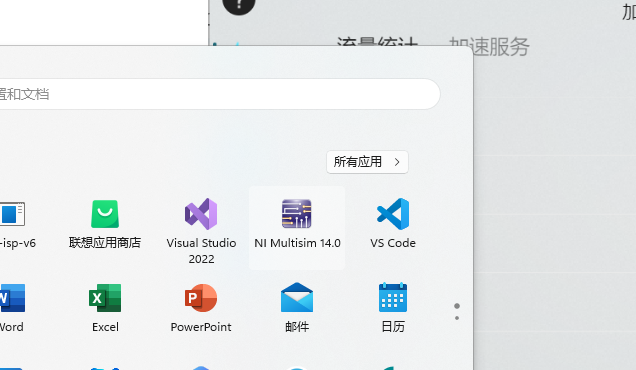 ?
加
流量统计 加速服务
置和文档
所有应用
-isp-v6
联想应用商店
Visual Studio 2022
NI Multisim 14.0
VS Code
Word
Excel
PowerPoint
邮件
日历